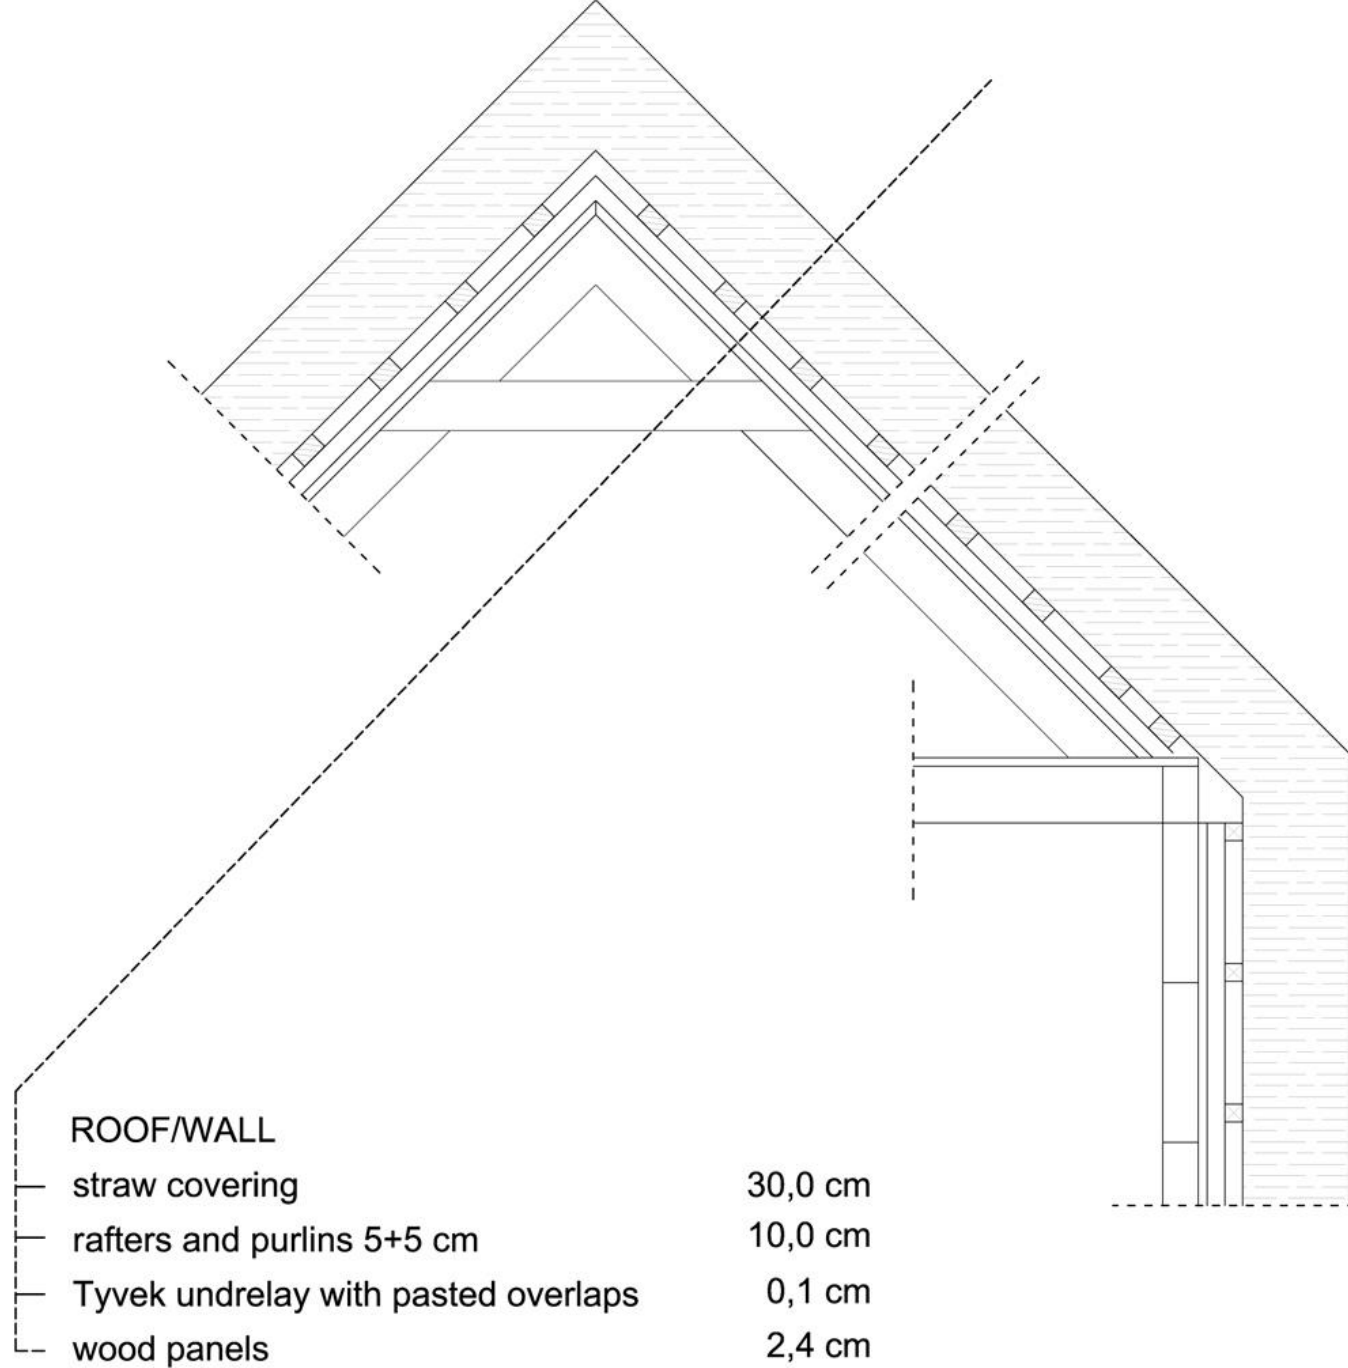 ROOF/WALL
straw covering 30,0 cm
rafters and purlins 5+5 cm 10,0 cm
Tyvek undrelay with pasted overlaps 0,1 cm
wood panels 2,4 cm